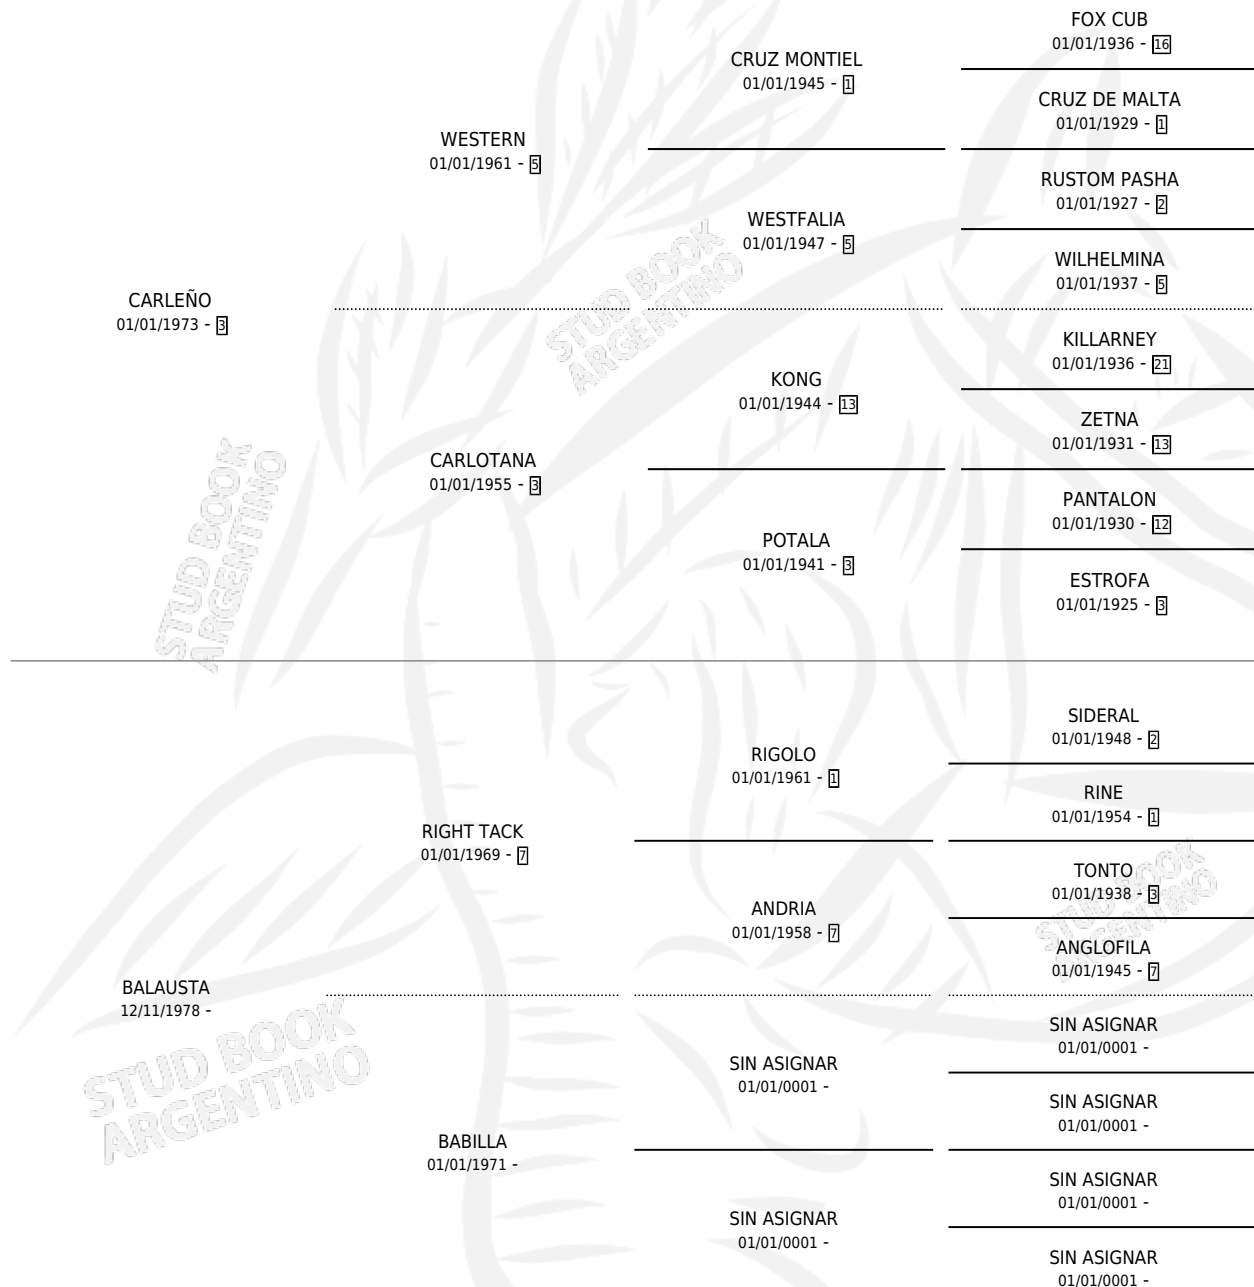 FOX CUB
01/01/1936 - 16
CRUZ MONTIEL
01/01/1945 - 1
CRUZ DE MALTA
01/01/1929 - 1
WESTERN
01/01/1961 - 5
RUSTOM PASHA
01/01/1927 - 2
WESTFALIA
01/01/1947 - 5
WILHELMINA
01/01/1937 - 5
CARLEÑO
01/01/1973 - 3
KILLARNEY
01/01/1936 - 21
KONG
01/01/1944 - 13
ZETNA
01/01/1931 - 13
CARLOTANA
01/01/1955 - 3
PANTALON
01/01/1930 - 12
POTALA
01/01/1941 - 3
ESTROFA
01/01/1925 - 3
SIDERAL
01/01/1948 - 2
RIGOLO
01/01/1961 - 1
RINE
01/01/1954 - 1
RIGHT TACK
01/01/1969 - 7
TONTO
01/01/1938 - 3
ANDRIA
01/01/1958 - 7
ANGLOFILA
01/01/1945 - 7
BALAUSTA
12/11/1978 -
SIN ASIGNAR
01/01/0001 -
SIN ASIGNAR
01/01/0001 -
SIN ASIGNAR
01/01/0001 -
BABILLA
01/01/1971 -
SIN ASIGNAR
01/01/0001 -
SIN ASIGNAR
01/01/0001 -
SIN ASIGNAR
01/01/0001 -
STUD BOOK
ARGENTINO
STUD BOOK
ARGENTINO
STUD BOOK
ARGENTINO
STUD BOOK
ARGENTINO